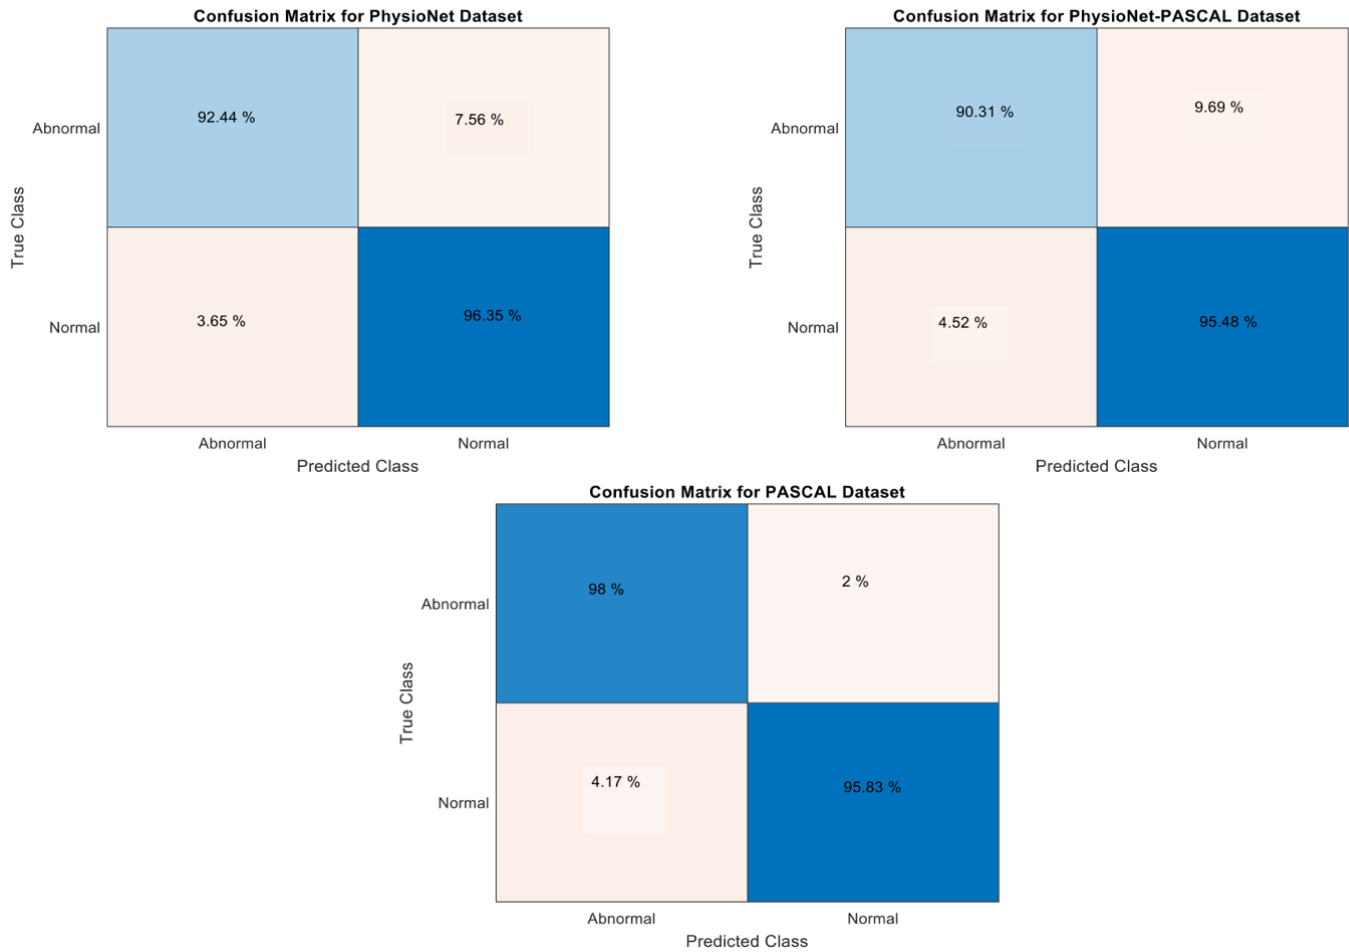 Confusion Matrix for PhysioNet Dataset
Abnormal
92.44 %
7.56 %
True Class
Normal
3.65 %
96.35 %
Abnormal
Normal
Predicted Class
Confusion Matrix for PhysioNet-PASCAL Dataset
Abnormal
90.31 %
9.69 %
True Class
Normal
4.52 %
95.48 %
Abnormal
Normal
Predicted Class
Confusion Matrix for PASCAL Dataset
Abnormal
98 %
2 %
True Class
Normal
4.17 %
95.83 %
Abnormal
Normal
Predicted Class